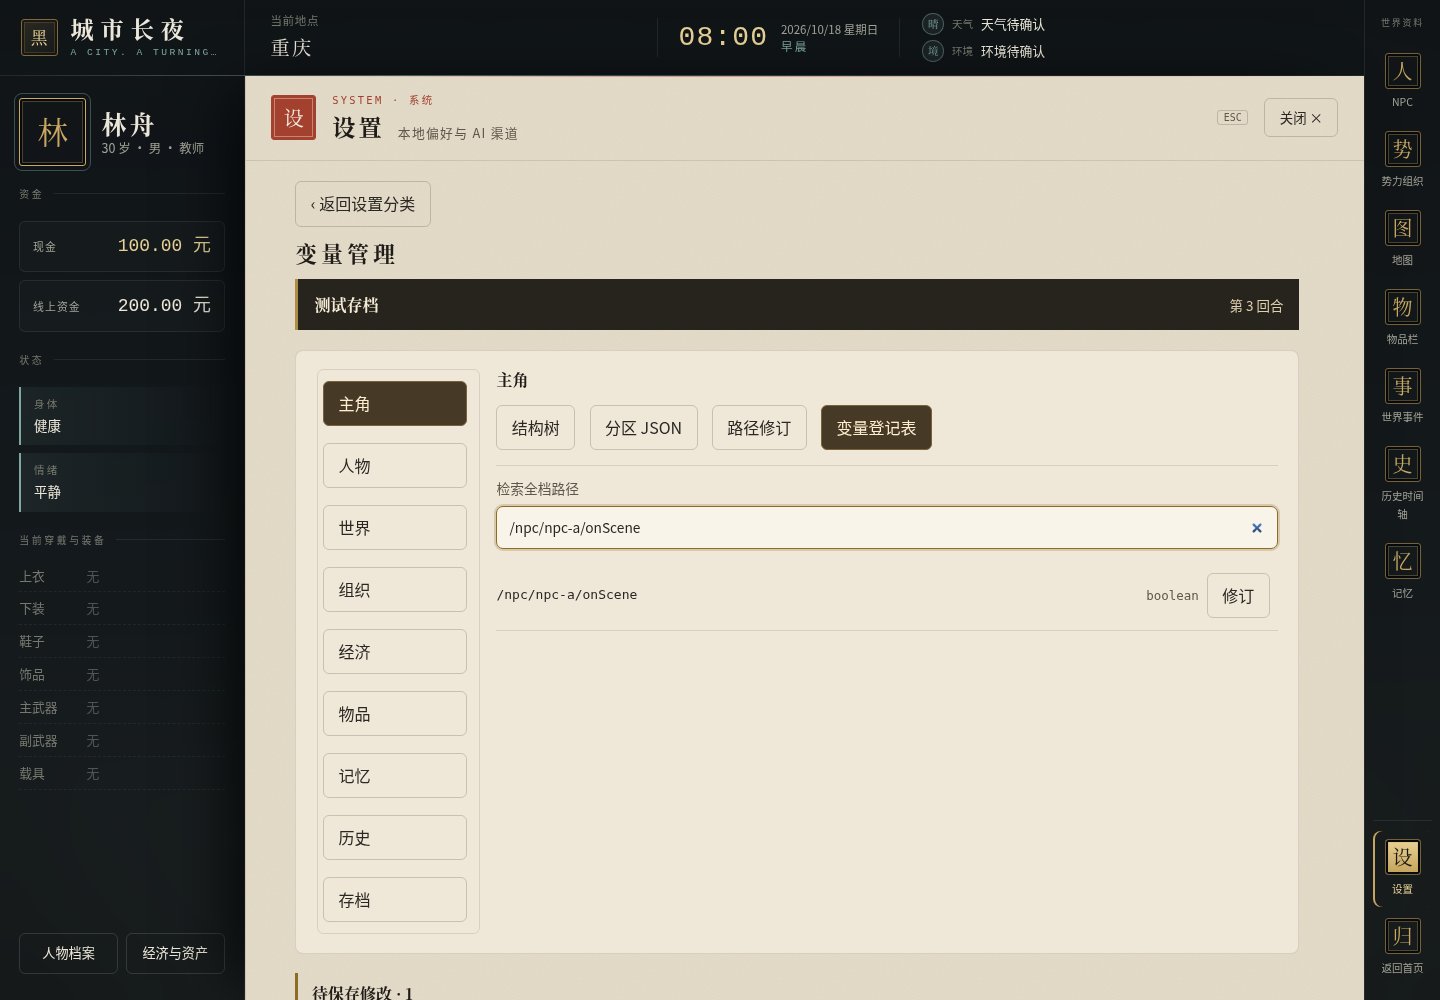 黑
城市长夜
A CITY. A TURNING…
当前地点
重庆
08:00
2026/10/18 星期日
早晨
晴 天气 天气待确认
境 环境 环境待确认
林
林舟
30 岁 · 男 · 教师
资金
现金 100.00 元
线上资金 200.00 元
状态
身体
健康
情绪
平静
当前穿戴与装备
上衣 无
下装 无
鞋子 无
饰品 无
主武器 无
副武器 无
载具 无
人物档案
经济与资产
设
SYSTEM · 系统
设置 本地偏好与 AI 渠道
ESC
关闭 ×
‹ 返回设置分类
变量管理
测试存档
第 3 回合
主角
人物
世界
组织
经济
物品
记忆
历史
存档
主角
结构树
分区 JSON
路径修订
变量登记表
检索全档路径
/npc/npc-a/onScene
/npc/npc-a/onScene
boolean
修订
待保存修改 · 1
世界资料
人
NPC
势
势力组织
图
地图
物
物品栏
事
世界事件
史
历史时间
轴
忆
记忆
设
设置
归
返回首页